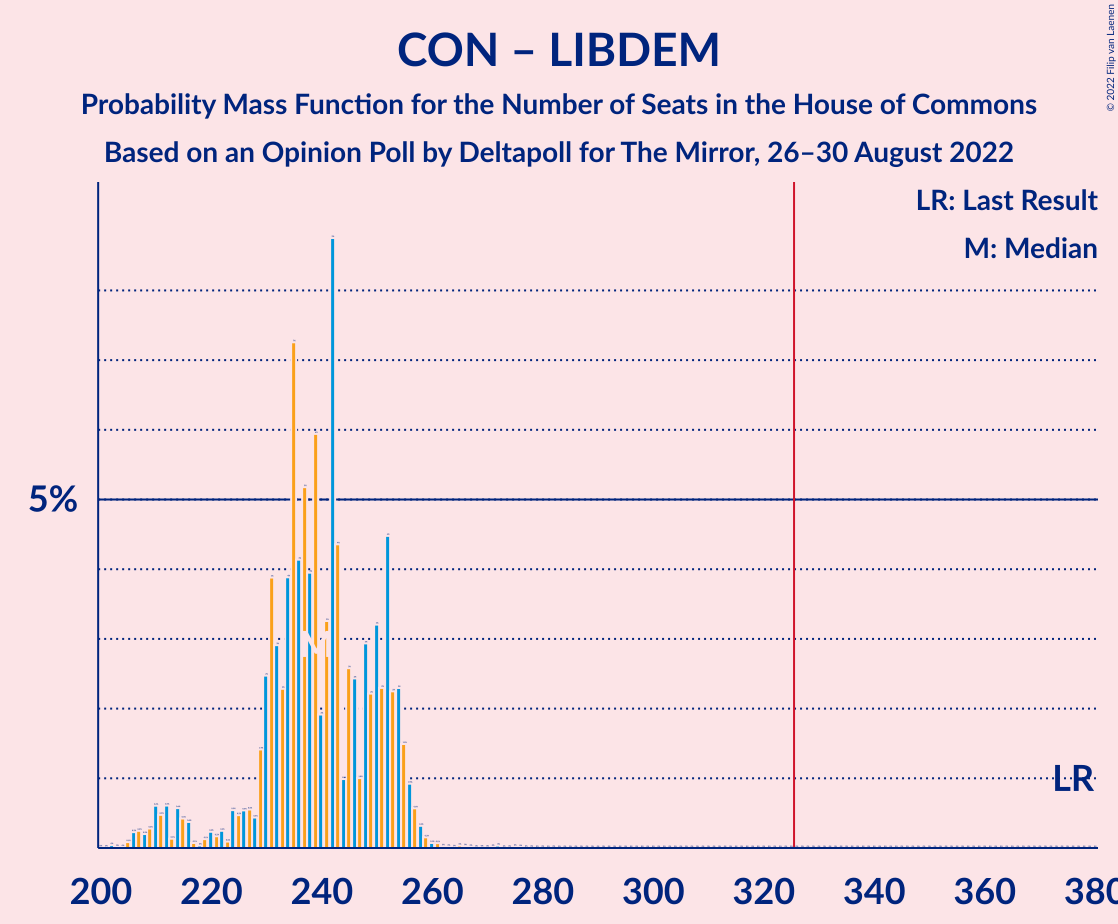 CON – LIBDEM
Probability Mass Function for the Number of Seats in the House of Commons
Based on an Opinion Poll by Deltapoll for The Mirror, 26–30 August 2022
© 2022 Filip van Laenen
LR: Last Result
M: Median
5%
M
LR
200 220 240 260 280 300 320 340 360 380